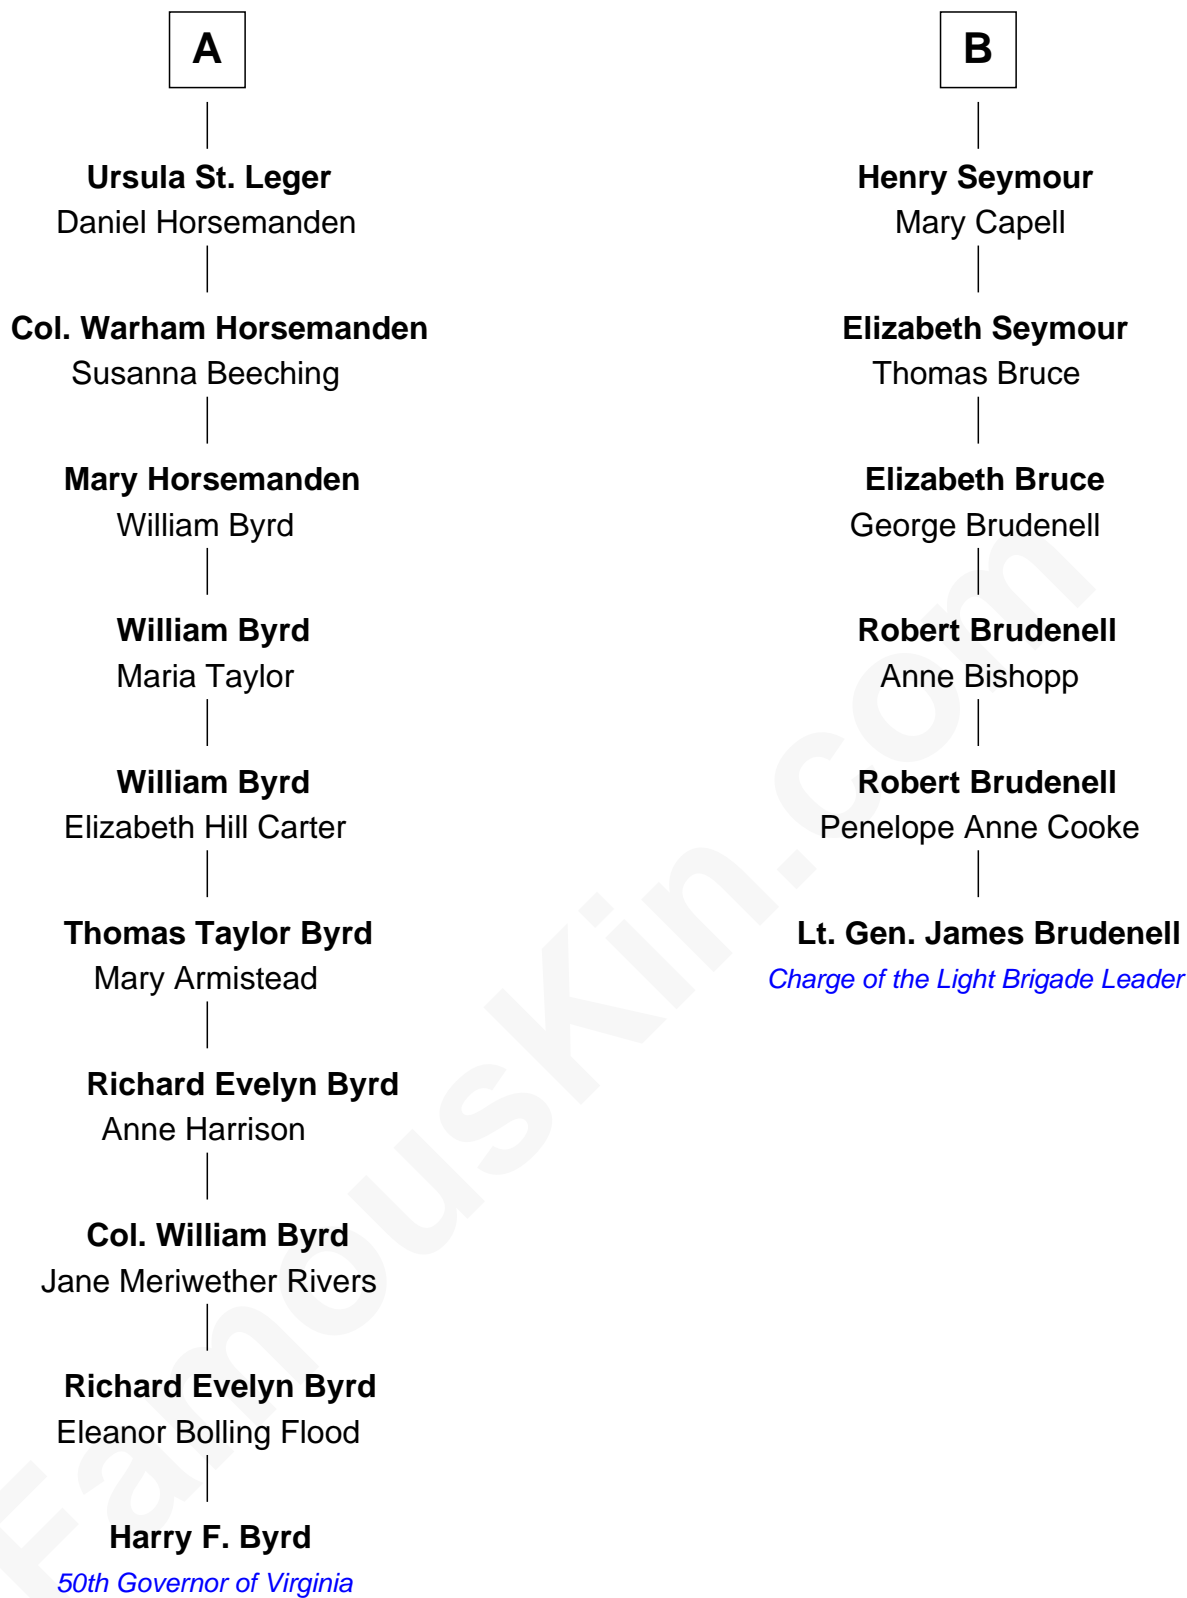 A
Ursula St. Leger
Daniel Horsemanden
Col. Warham Horsemanden
Susanna Beeching
Mary Horsemanden
William Byrd
William Byrd
Maria Taylor
William Byrd
Elizabeth Hill Carter
Thomas Taylor Byrd
Mary Armistead
Richard Evelyn Byrd
Anne Harrison
Col. William Byrd
Jane Meriwether Rivers
Richard Evelyn Byrd
Eleanor Bolling Flood
Harry F. Byrd
50th Governor of Virginia
B
Henry Seymour
Mary Capell
Elizabeth Seymour
Thomas Bruce
Elizabeth Bruce
George Brudenell
Robert Brudenell
Anne Bishopp
Robert Brudenell
Penelope Anne Cooke
Lt. Gen. James Brudenell
Charge of the Light Brigade Leader
FamousKin.com